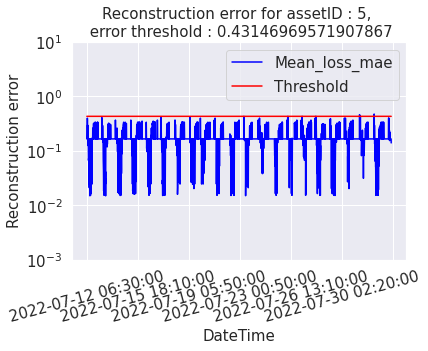 Reconstruction error for assetID : 5,
error threshold : 0.43146969571907867
Mean_loss_mae
Threshold
Reconstruction error
10¹
10⁰
10⁻¹
10⁻²
10⁻³
2022-07-12 06:30:00
2022-07-15 18:10:00
2022-07-19 05:50:00
2022-07-23 00:50:00
2022-07-26 13:10:00
2022-07-30 02:20:00
DateTime